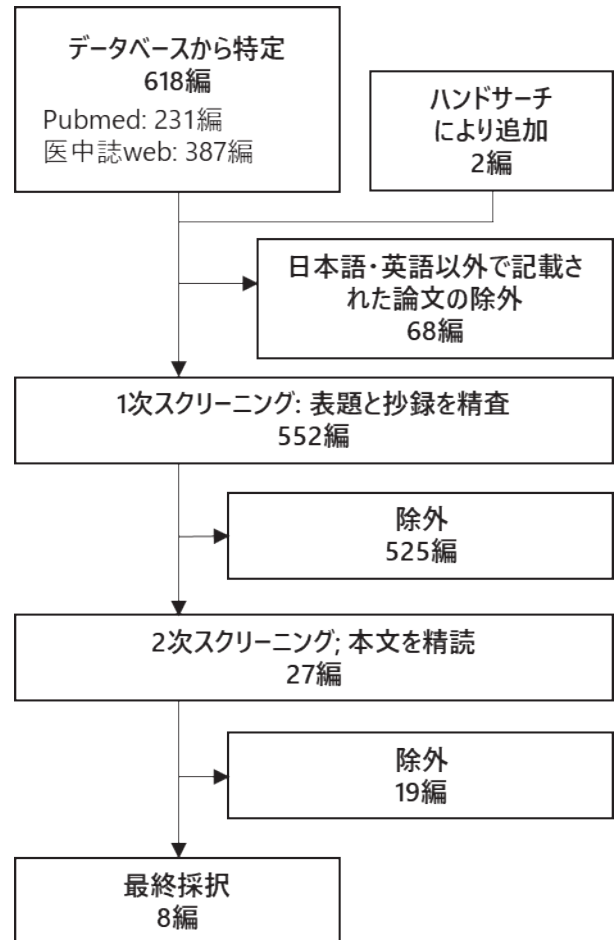 データベースから特定
618編
Pubmed: 231編
医中誌web: 387編
ハンドサーチ
により追加
2編
日本語・英語以外で記載さ
れた論文の除外
68編
1次スクリーニング: 表題と抄録を精査
552編
除外
525編
2次スクリーニング; 本文を精読
27編
除外
19編
最終採択
8編